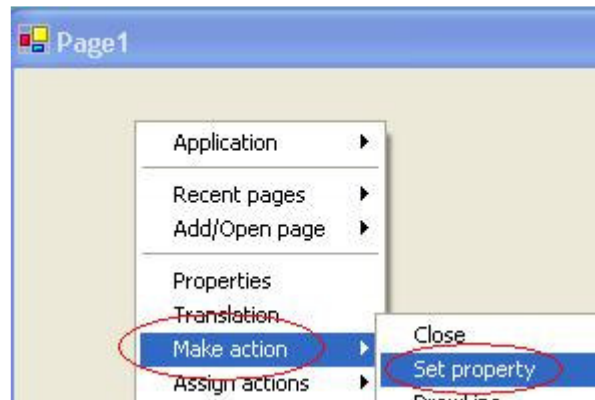 Page1
Application
Recent pages
Add/Open page
Properties
Translation
Make action
Assign actions
Close
Set property